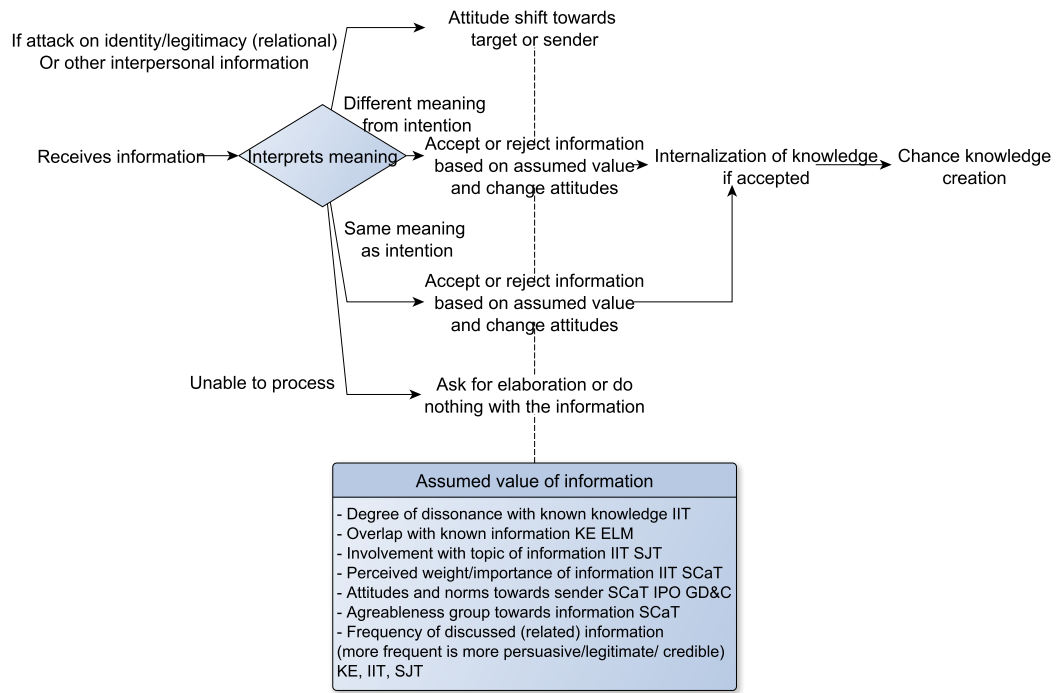 Attitude shift towards
target or sender
If attack on identity/legitimacy (relational)
Or other interpersonal information
Different meaning
from intention
Receives information
Interprets meaning
Accept or reject information
based on assumed value
and change attitudes
Internalization of knowledge
if accepted
Chance knowledge
creation
Same meaning
as intention
Accept or reject information
based on assumed value
and change attitudes
Unable to process
Ask for elaboration or do
nothing with the information
Assumed value of information
- Degree of dissonance with known knowledge IIT
- Overlap with known information KE ELM
- Involvement with topic of information IIT SJT
- Perceived weight/importance of information IIT SCaT
- Attitudes and norms towards sender SCaT IPO GD&C
- Agreableness group towards information SCaT
- Frequency of discussed (related) information
(more frequent is more persuasive/legitimate/ credible)
KE, IIT, SJT